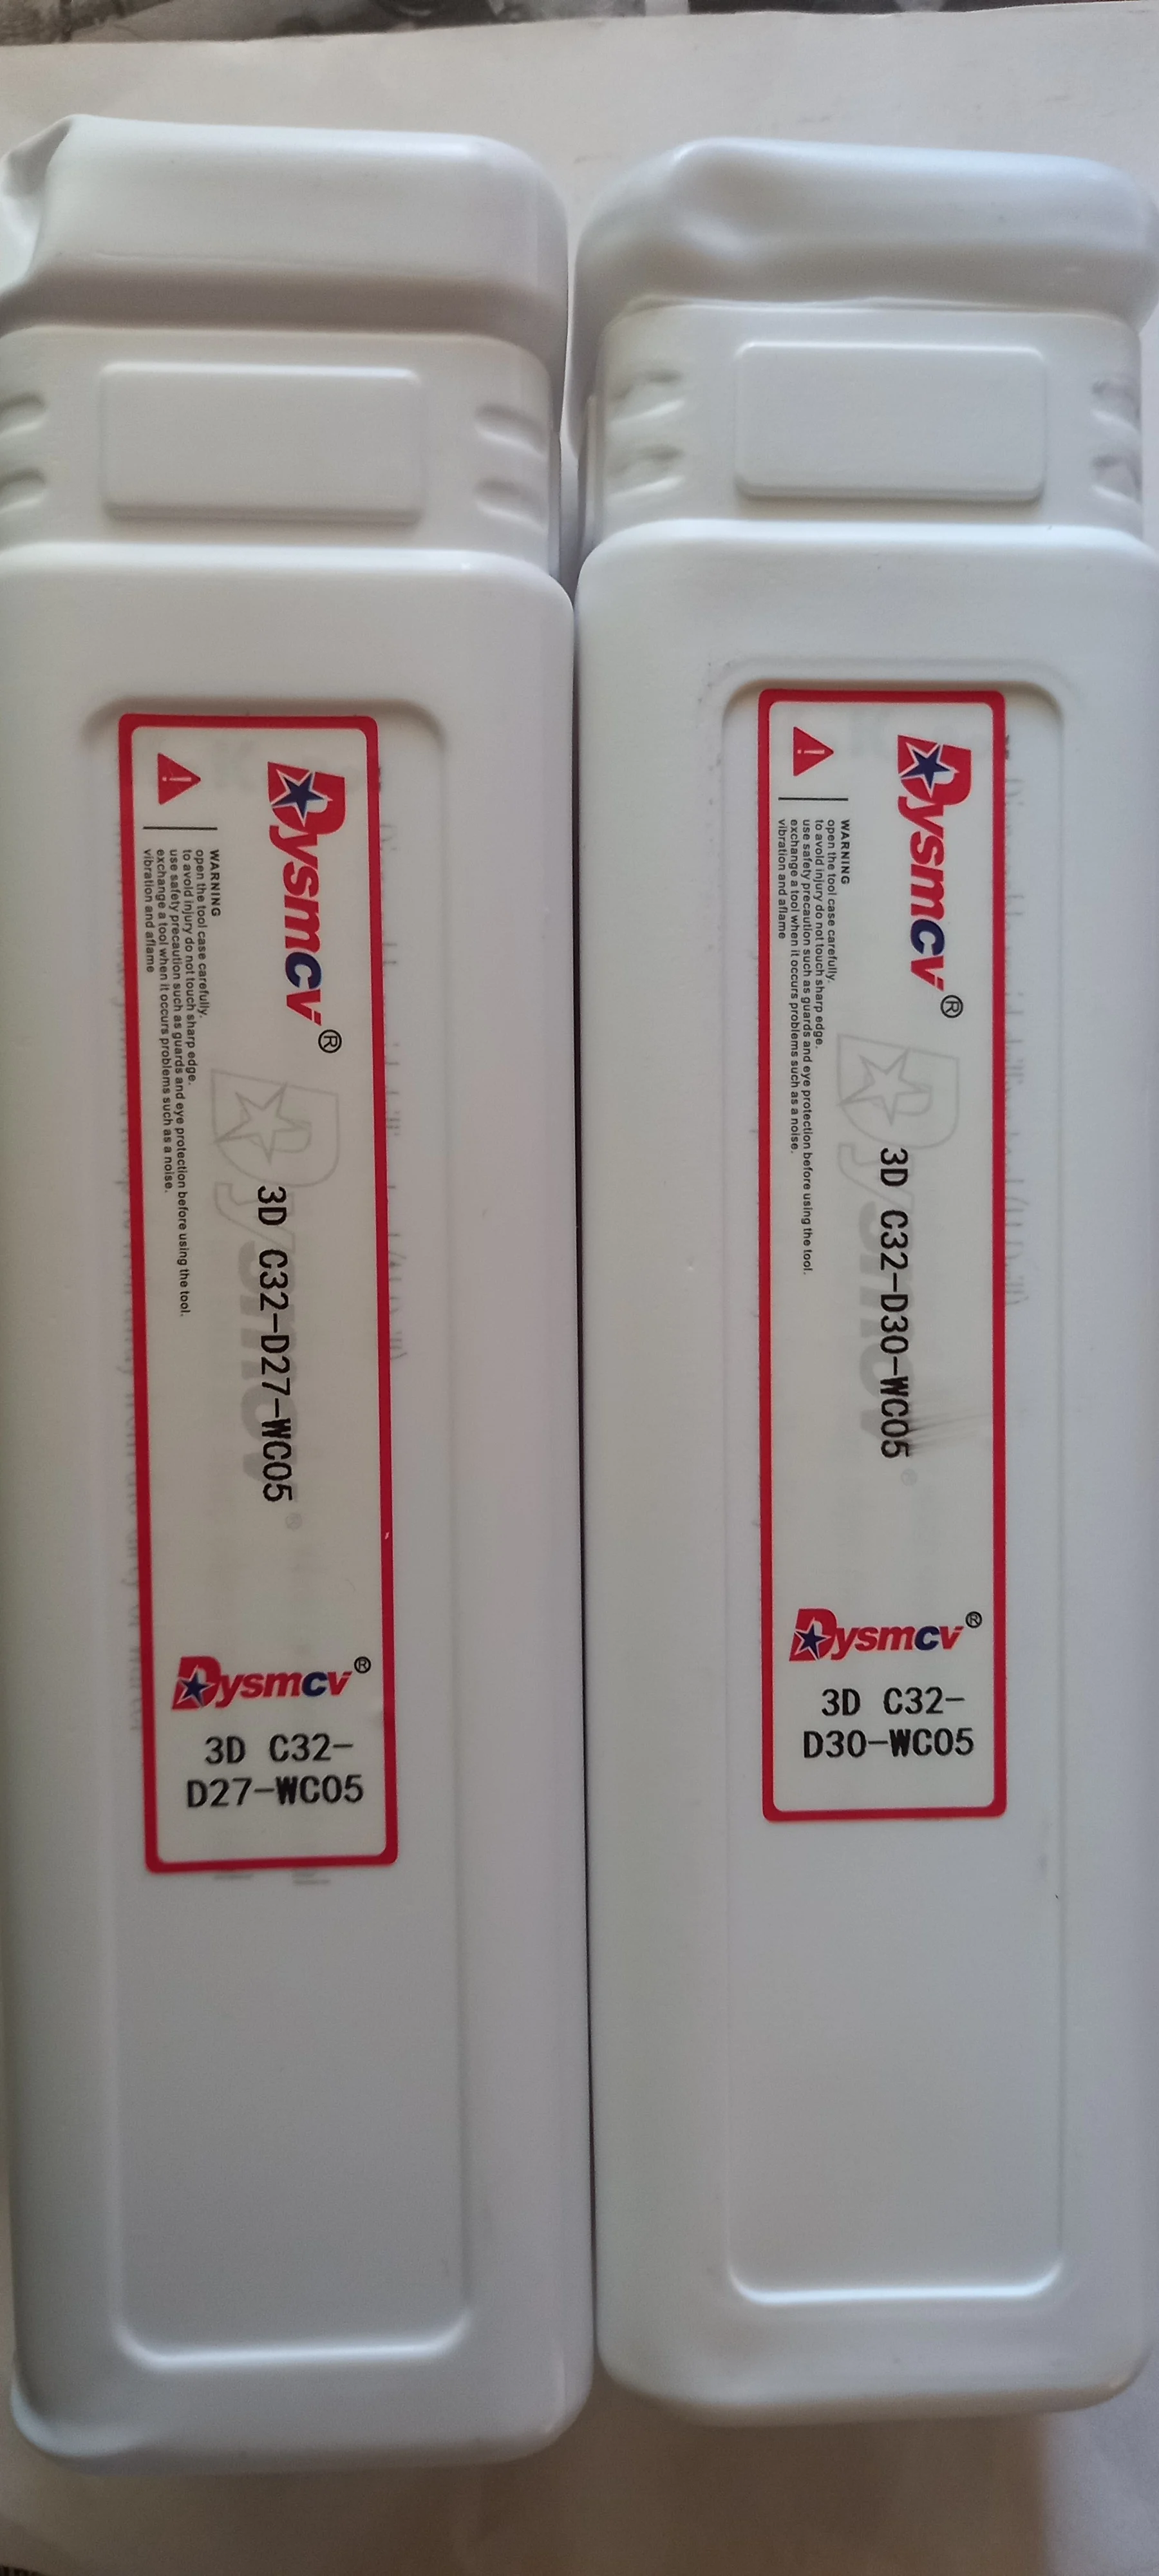 Dysmcv®
WARNING
open the tool case carefully.
to avoid injury do not touch sharp edge.
use safety precaution such as guards and eye protection before using the tool.
exchange a tool when it occurs problems such as a noise.
vibration and aflame
Dysmcv®
3D C32-D27-WC05
Dysmcv®
3D C32-
D27-WC05
Dysmcv®
WARNING
open the tool case carefully.
to avoid injury do not touch sharp edge.
use safety precaution such as guards and eye protection before using the tool.
exchange a tool when it occurs problems such as a noise.
vibration and aflame
Dysmcv®
3D C32-D30-WC05
Dysmcv®
3D C32-
D30-WC05